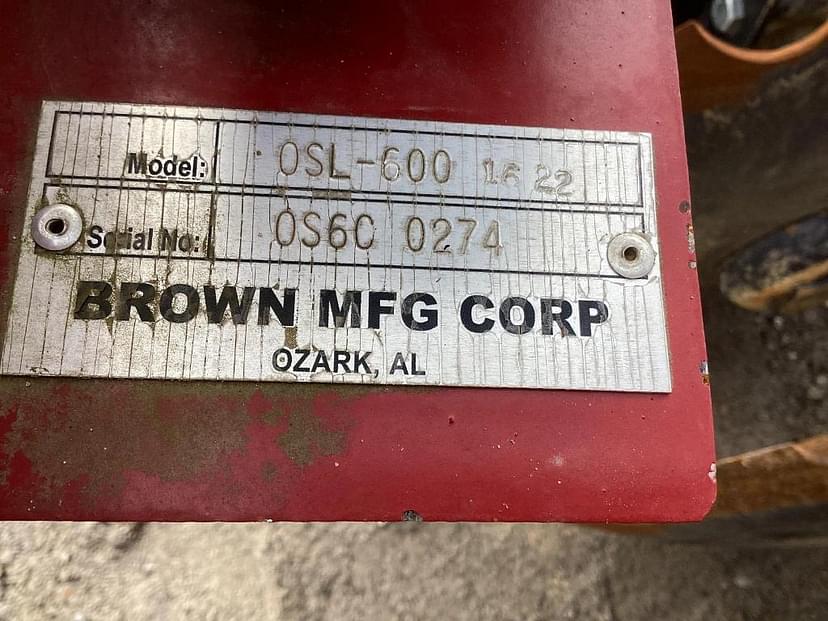 Model: OSL-600 16 22
Serial No: OS6C 0274
BROWN MFG CORP
OZARK, AL